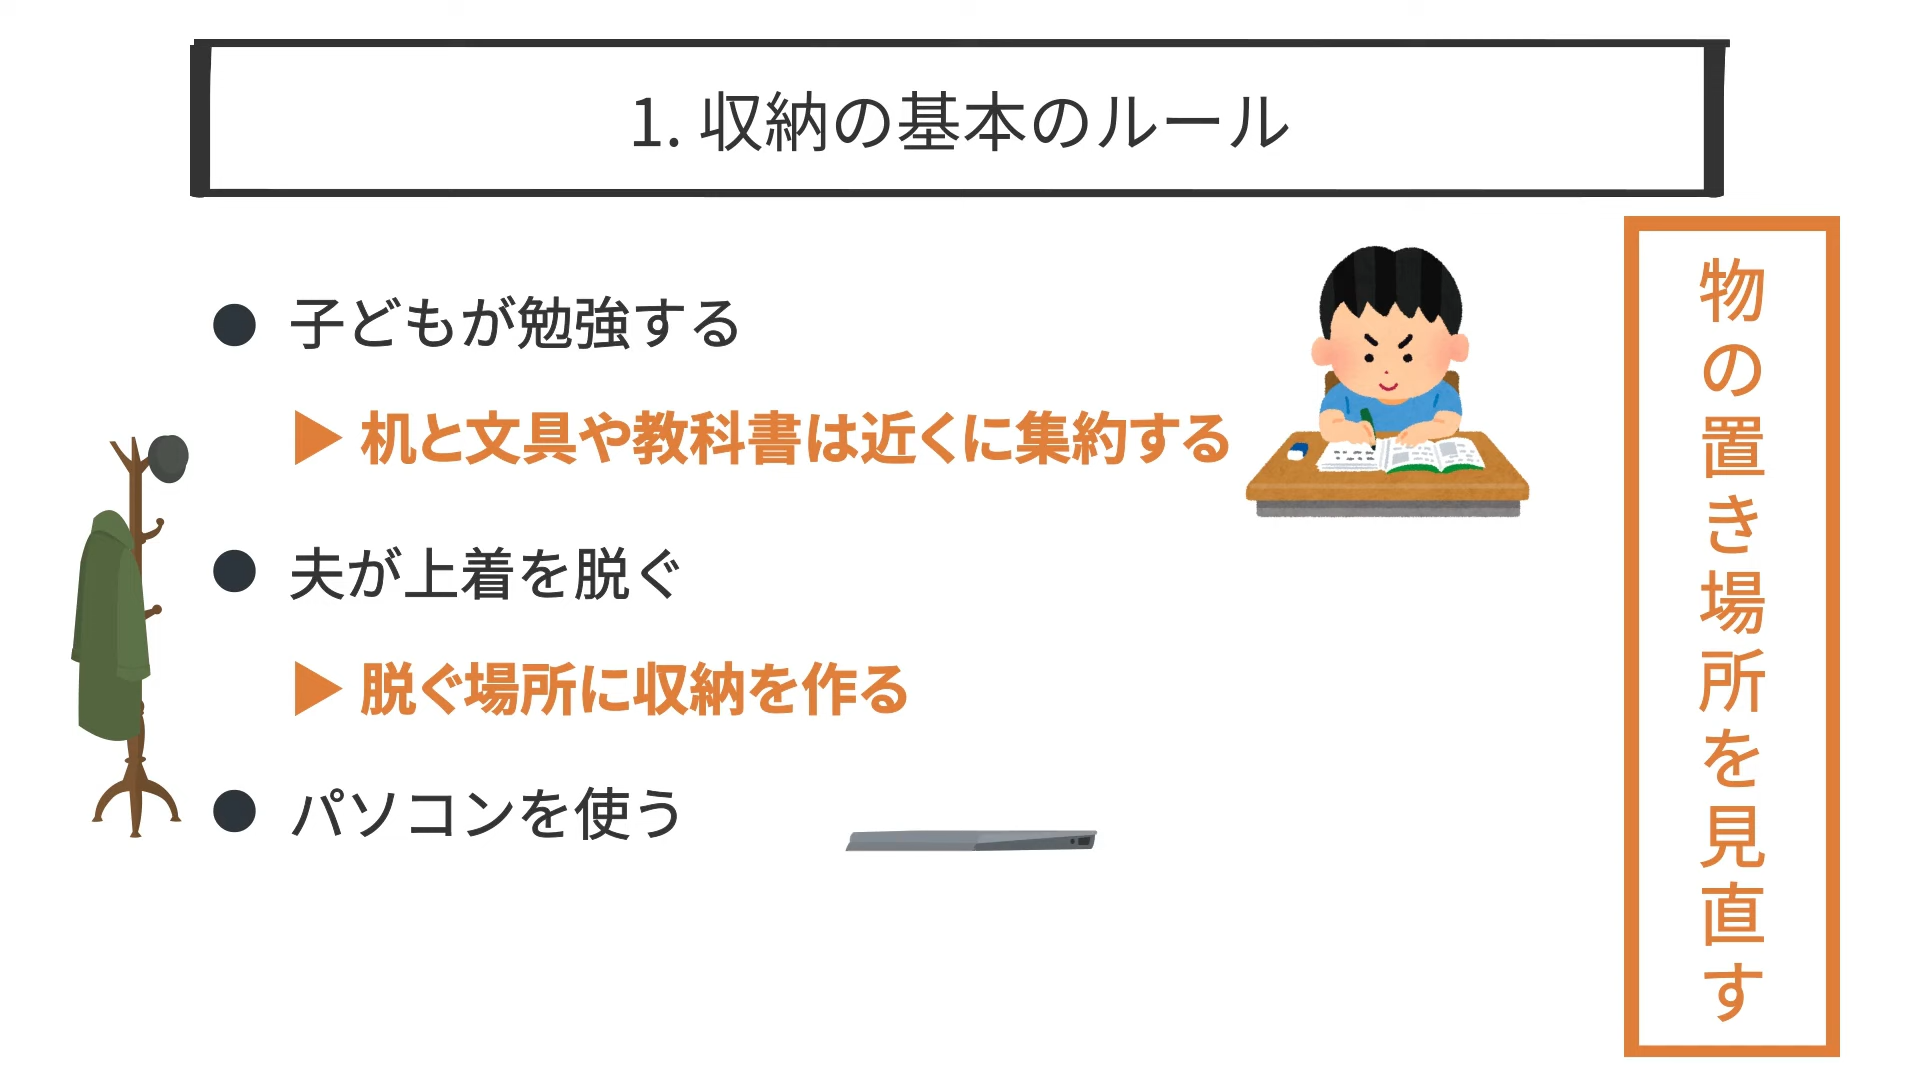 1. 収納の基本のルール
● 子どもが勉強する
▶ 机と文具や教科書は近くに集約する
● 夫が上着を脱ぐ
▶ 脱ぐ場所に収納を作る
● パソコンを使う
物の置き場所を見直す